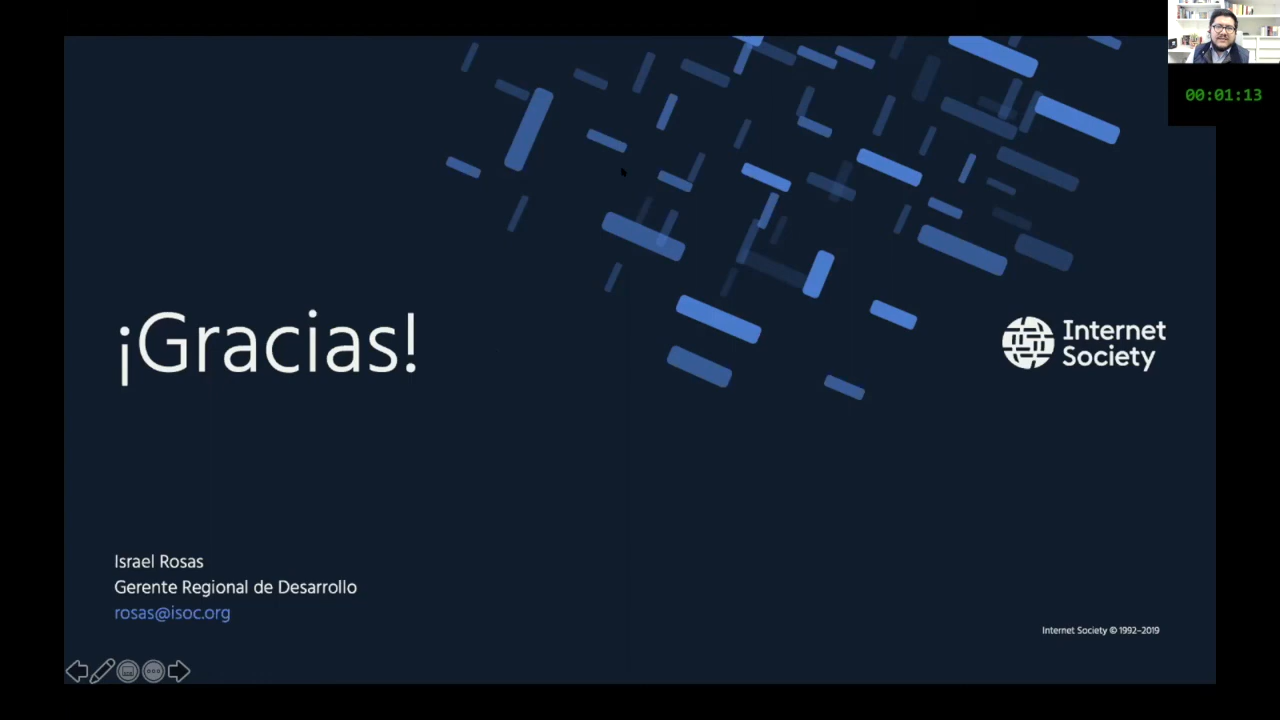 00:01:13
¡Gracias!
Internet
Society
Israel Rosas
Gerente Regional de Desarrollo
rosas@isoc.org
Internet Society © 1992–2019